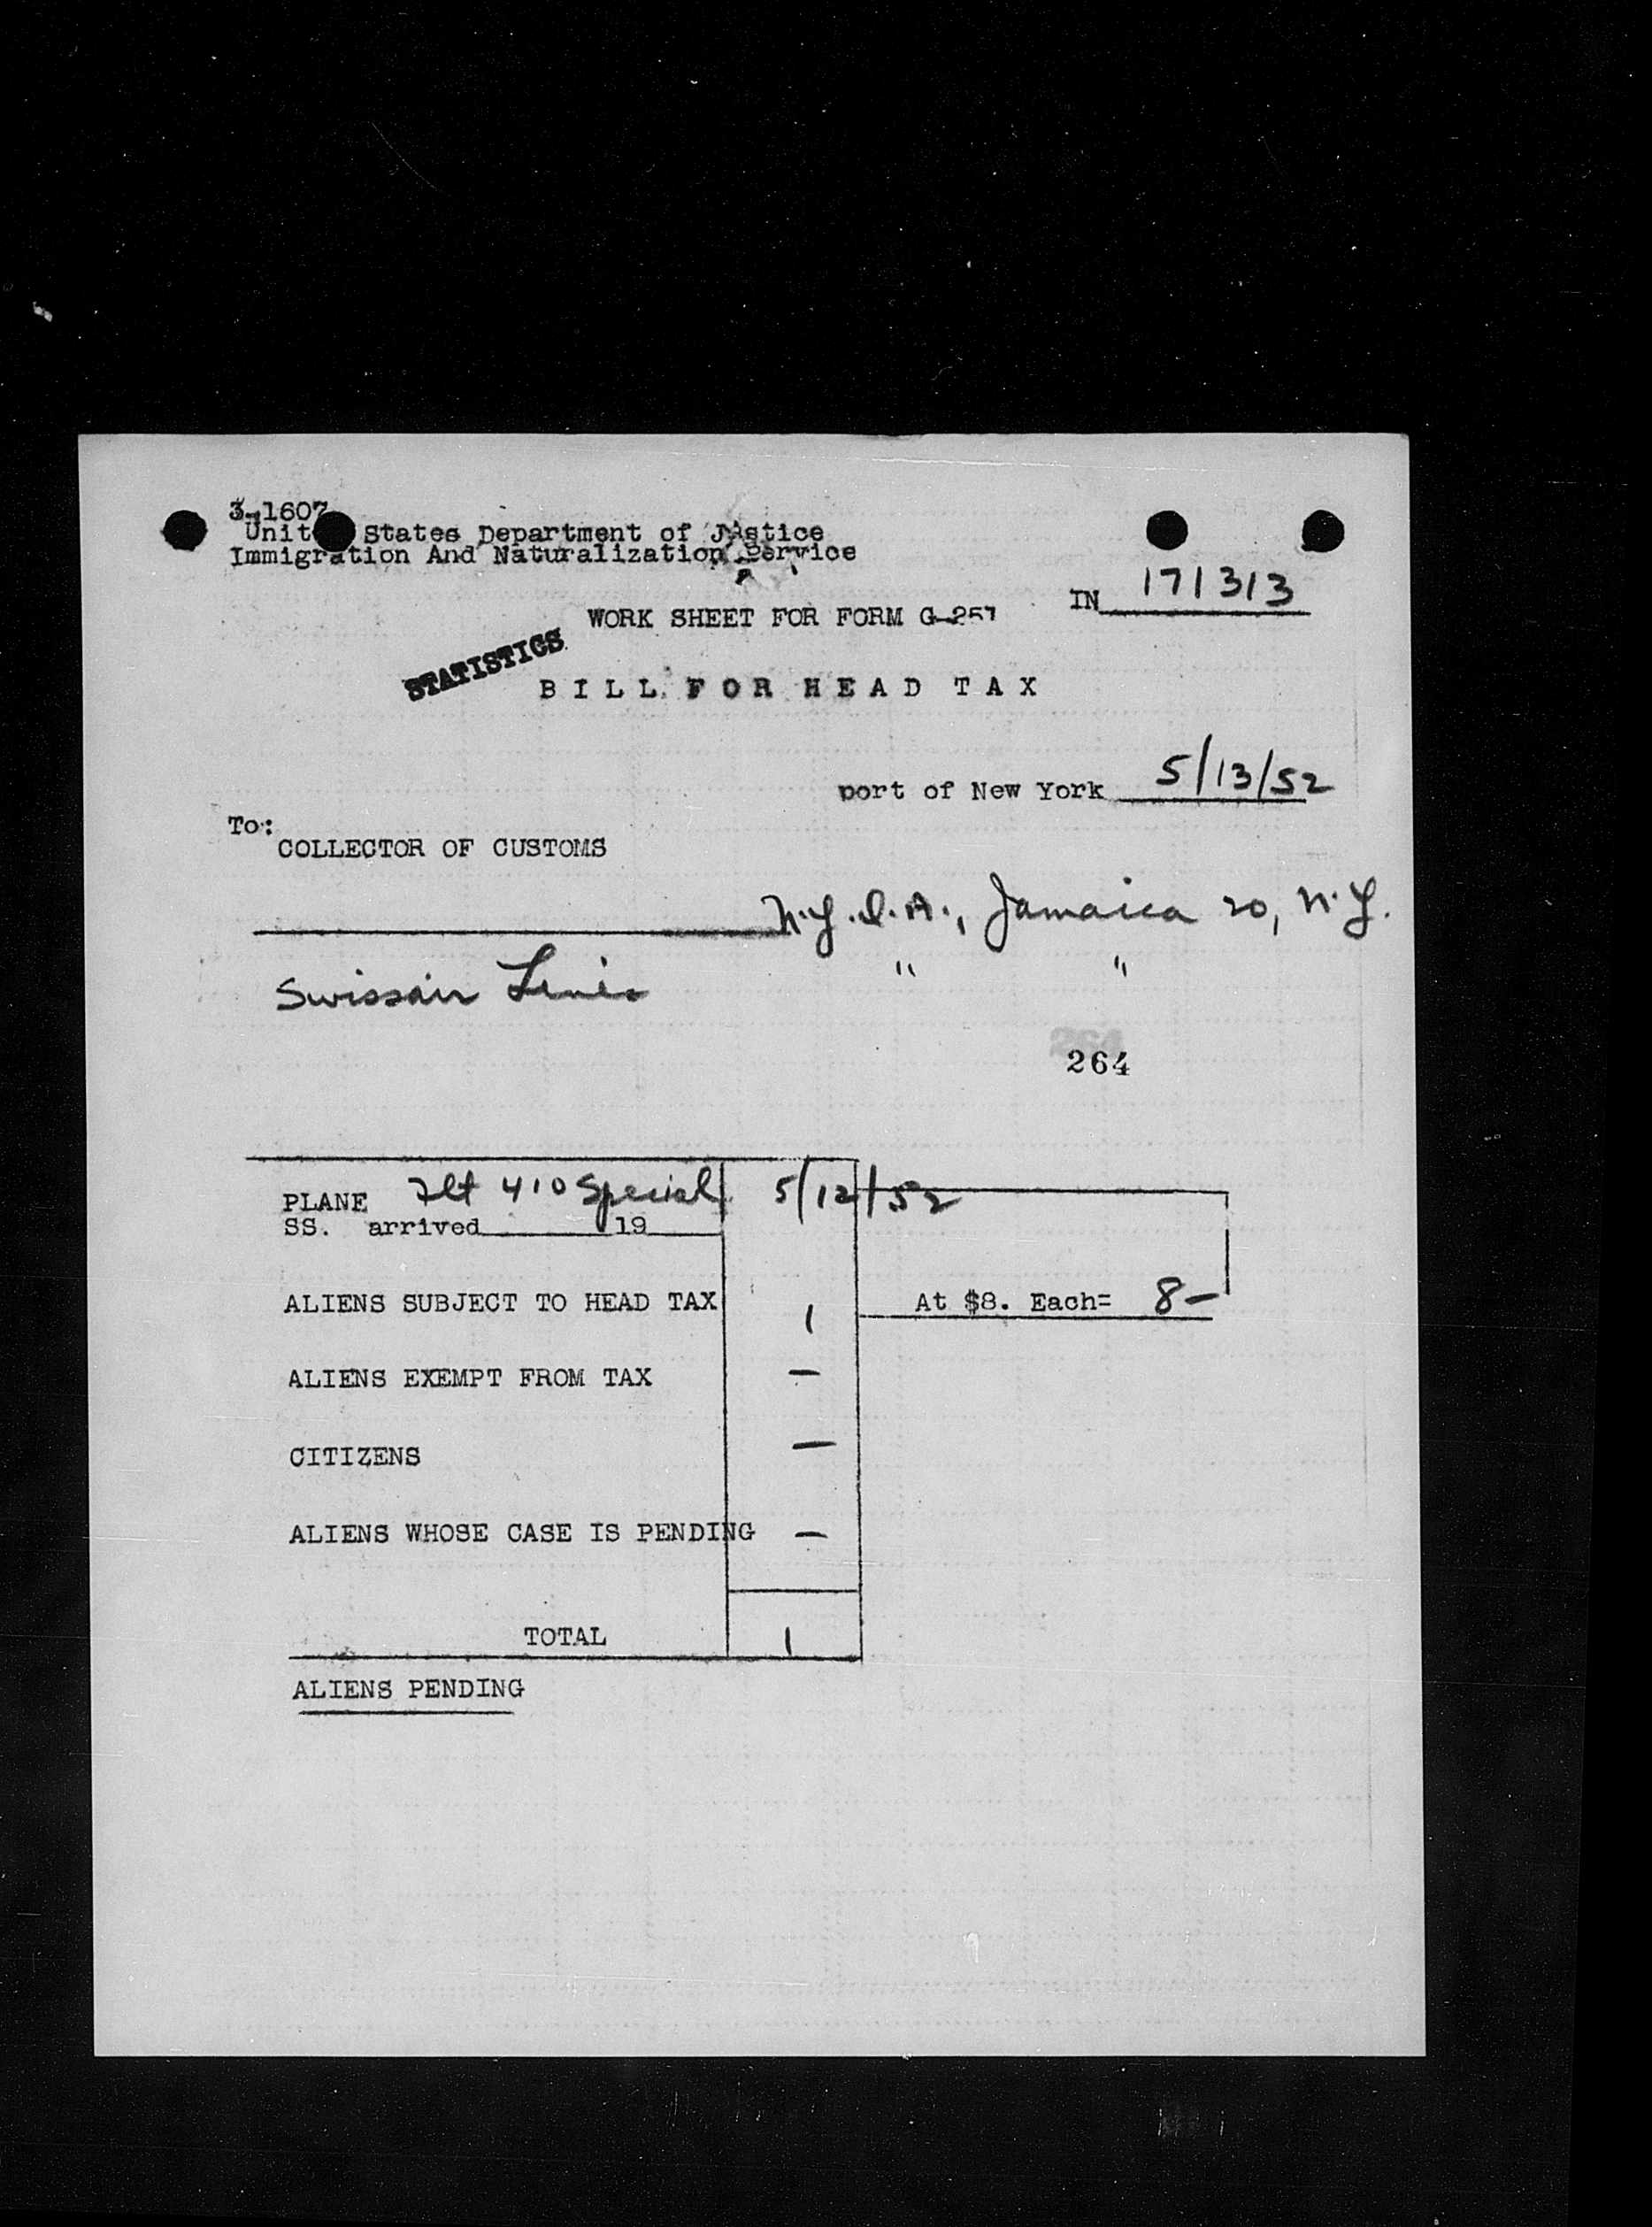 3-1607
United States Department of Justice
Immigration And Naturalization Service
IN 171313
WORK SHEET FOR FORM G-257
STATISTICS
BILL FOR HEAD TAX
port of New York 5/13/52
To:
COLLECTOR OF CUSTOMS
N.Y.I.A., Jamaica 20, N.Y.
Swissair Lines " "
264
PLANE Flt 410 Special 5/12/52
SS. arrived 19
ALIENS SUBJECT TO HEAD TAX 1 At $8. Each= 8-
ALIENS EXEMPT FROM TAX -
CITIZENS -
ALIENS WHOSE CASE IS PENDING -
TOTAL 1
ALIENS PENDING